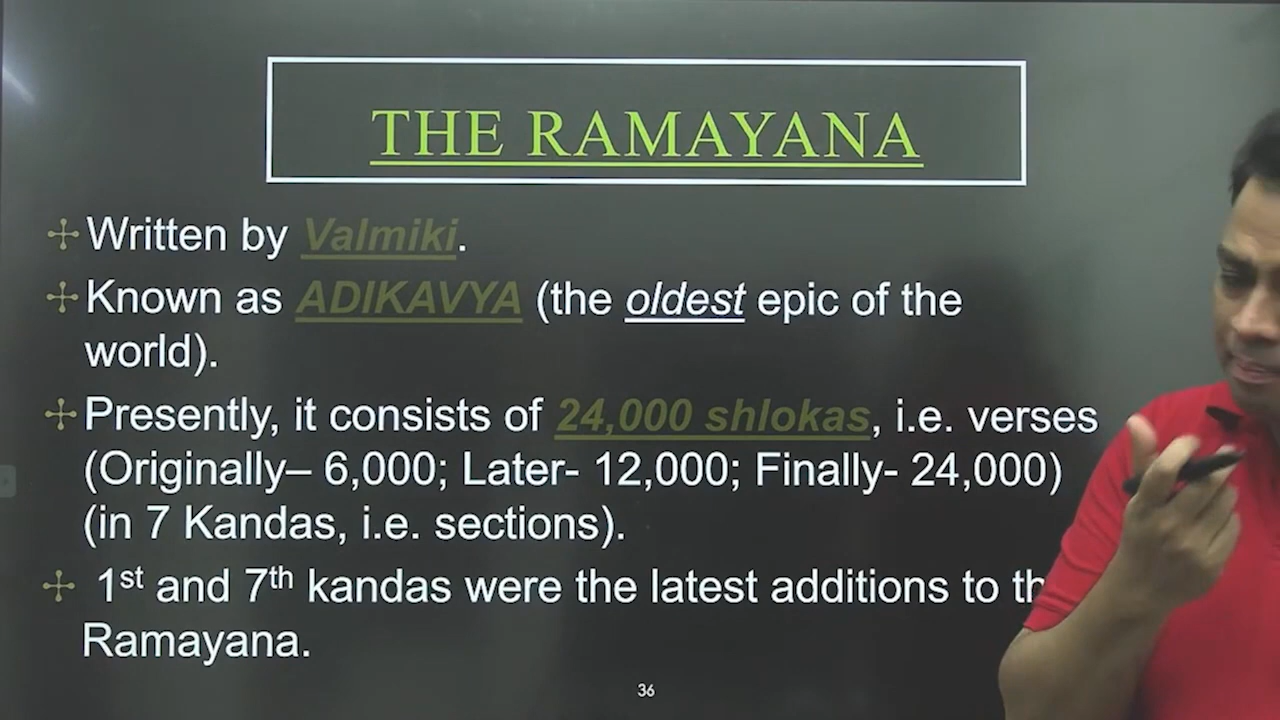 THE RAMAYANA
Written by Valmiki.
Known as ADIKAVYA (the oldest epic of the
world).
Presently, it consists of 24,000 shlokas, i.e. verses
(Originally– 6,000; Later- 12,000; Finally- 24,000)
(in 7 Kandas, i.e. sections).
1st and 7th kandas were the latest additions to th
Ramayana.
36